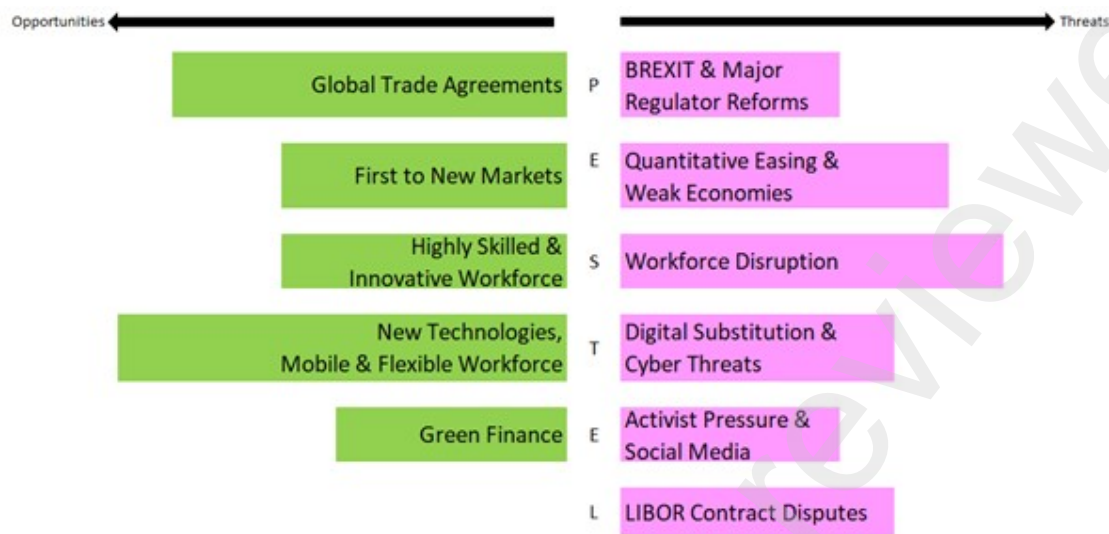 Opportunities
Threats
Global Trade Agreements
P
BREXIT & Major
Regulator Reforms
First to New Markets
E
Quantitative Easing &
Weak Economies
Highly Skilled &
Innovative Workforce
S
Workforce Disruption
New Technologies,
Mobile & Flexible Workforce
T
Digital Substitution &
Cyber Threats
Green Finance
E
Activist Pressure &
Social Media
L
LIBOR Contract Disputes
reviewe